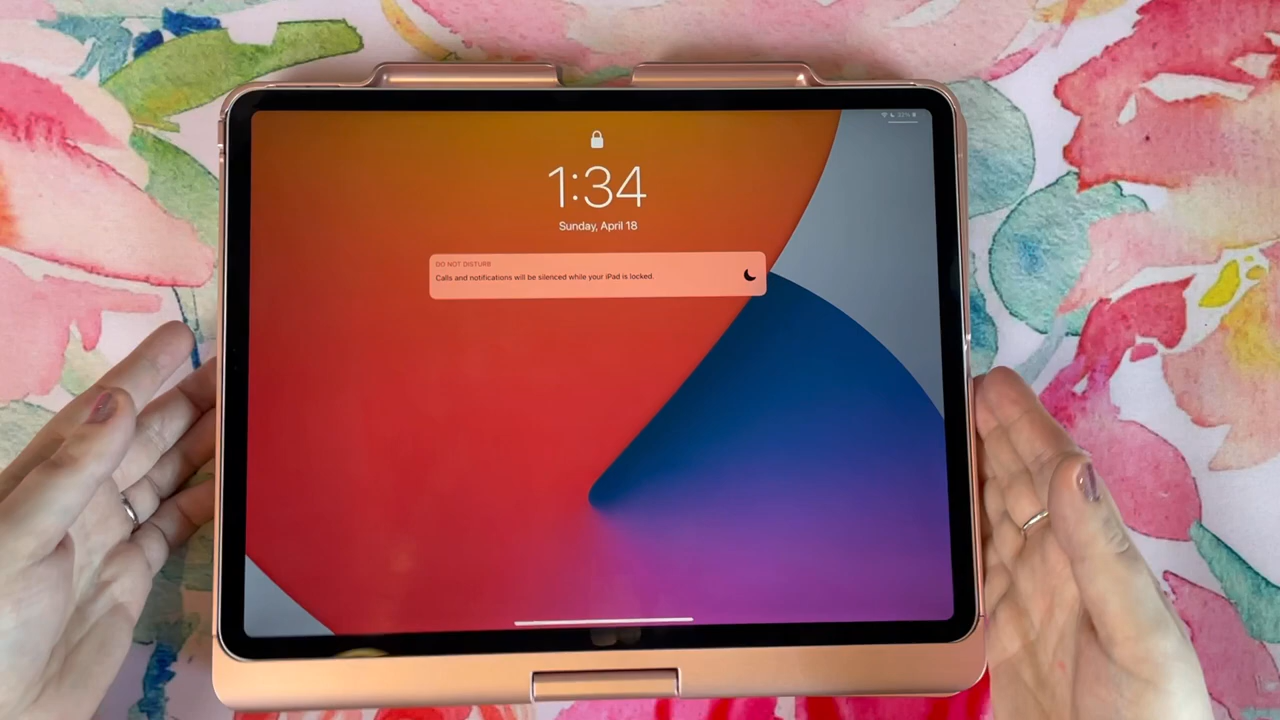 33%
1:34
Sunday, April 18
DO NOT DISTURB
Calls and notifications will be silenced while your iPad is locked.